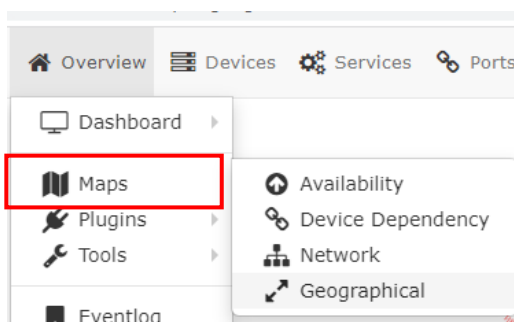 Overview Devices Services Ports
Dashboard
Maps
Plugins
Tools
Eventlog
Availability
Device Dependency
Network
Geographical